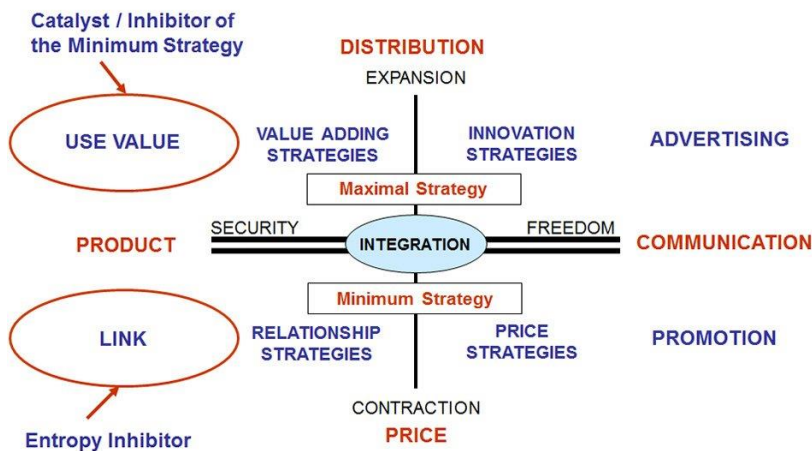 Catalyst / Inhibitor of
the Minimum Strategy
DISTRIBUTION
EXPANSION
USE VALUE
VALUE ADDING
STRATEGIES
INNOVATION
STRATEGIES
ADVERTISING
Maximal Strategy
SECURITY
FREEDOM
PRODUCT
INTEGRATION
COMMUNICATION
Minimum Strategy
LINK
RELATIONSHIP
STRATEGIES
PRICE
STRATEGIES
PROMOTION
CONTRACTION
PRICE
Entropy Inhibitor